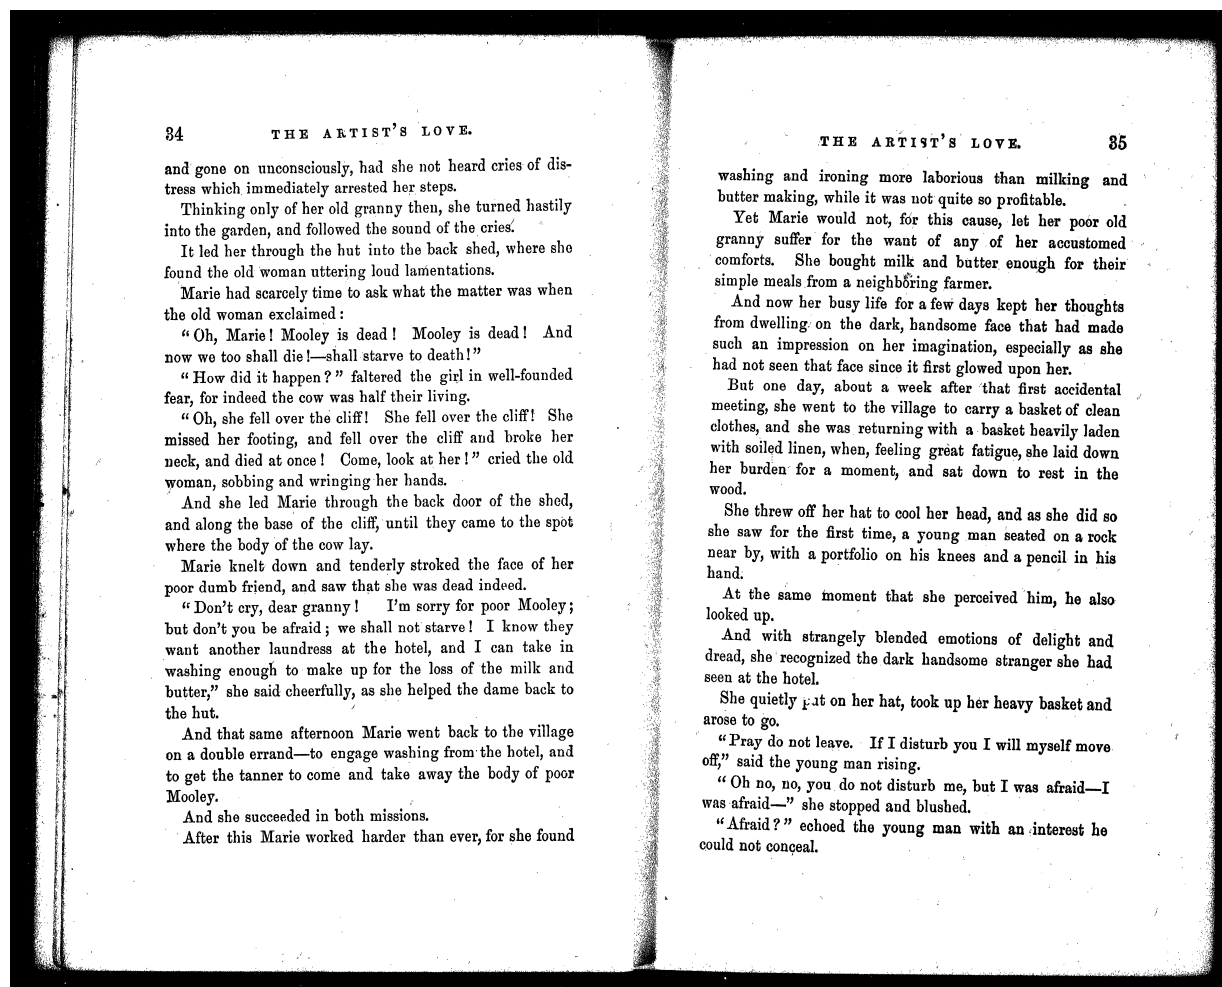 34
THE ARTIST'S LOVE.
and gone on unconsciously, had she not heard cries of dis-
tress which immediately arrested her steps.
Thinking only of her old granny then, she turned hastily
into the garden, and followed the sound of the cries.
It led her through the hut into the back shed, where she
found the old woman uttering loud lamentations.
Marie had scarcely time to ask what the matter was when
the old woman exclaimed:
"Oh, Marie! Mooley is dead! Mooley is dead! And
now we too shall die!—shall starve to death!"
"How did it happen?" faltered the girl in well-founded
fear, for indeed the cow was half their living.
"Oh, she fell over the cliff! She fell over the cliff! She
missed her footing, and fell over the cliff and broke her
neck, and died at once! Come, look at her!" cried the old
woman, sobbing and wringing her hands.
And she led Marie through the back door of the shed,
and along the base of the cliff, until they came to the spot
where the body of the cow lay.
Marie knelt down and tenderly stroked the face of her
poor dumb friend, and saw that she was dead indeed.
"Don't cry, dear granny! I'm sorry for poor Mooley;
but don't you be afraid; we shall not starve! I know they
want another laundress at the hotel, and I can take in
washing enough to make up for the loss of the milk and
butter," she said cheerfully, as she helped the dame back to
the hut.
And that same afternoon Marie went back to the village
on a double errand—to engage washing from the hotel, and
to get the tanner to come and take away the body of poor
Mooley.
And she succeeded in both missions.
After this Marie worked harder than ever, for she found
THE ARTIST'S LOVE.
35
washing and ironing more laborious than milking and
butter making, while it was not quite so profitable.
Yet Marie would not, for this cause, let her poor old
granny suffer for the want of any of her accustomed
comforts. She bought milk and butter enough for their
simple meals from a neighboring farmer.
And now her busy life for a few days kept her thoughts
from dwelling on the dark, handsome face that had made
such an impression on her imagination, especially as she
had not seen that face since it first glowed upon her.
But one day, about a week after that first accidental
meeting, she went to the village to carry a basket of clean
clothes, and she was returning with a basket heavily laden
with soiled linen, when, feeling great fatigue, she laid down
her burden for a moment, and sat down to rest in the
wood.
She threw off her hat to cool her head, and as she did so
she saw for the first time, a young man seated on a rock
near by, with a portfolio on his knees and a pencil in his
hand.
At the same moment that she perceived him, he also
looked up.
And with strangely blended emotions of delight and
dread, she recognized the dark handsome stranger she had
seen at the hotel.
She quietly put on her hat, took up her heavy basket and
arose to go.
"Pray do not leave. If I disturb you I will myself move
off," said the young man rising.
"Oh no, no, you do not disturb me, but I was afraid—I
was afraid—" she stopped and blushed.
"Afraid?" echoed the young man with an interest he
could not conceal.